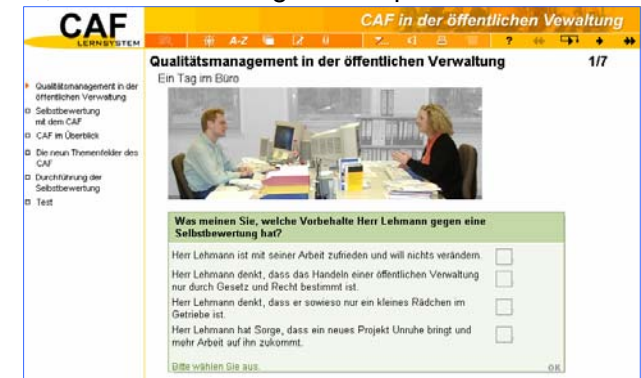 CAF
LERNSYSTEM
CAF in der öffentlichen Vewaltung
A-Z
?
Qualitätsmanagement in der öffentlichen Verwaltung
1/7
Ein Tag im Büro
Qualitätsmanagement in der
öffentlichen Verwaltung
Selbstbewertung
mit dem CAF
CAF im Überblick
Die neun Themenfelder des
CAF
Durchführung der
Selbstbewertung
Test
Was meinen Sie, welche Vorbehalte Herr Lehmann gegen eine
Selbstbewertung hat?
Herr Lehmann ist mit seiner Arbeit zufrieden und will nichts verändern.
Herr Lehmann denkt, dass das Handeln einer öffentlichen Verwaltung
nur durch Gesetz und Recht bestimmt ist.
Herr Lehmann denkt, dass er sowieso nur ein kleines Rädchen im
Getriebe ist.
Herr Lehmann hat Sorge, dass ein neues Projekt Unruhe bringt und
mehr Arbeit auf ihn zukommt.
Bitte wählen Sie aus.
OK